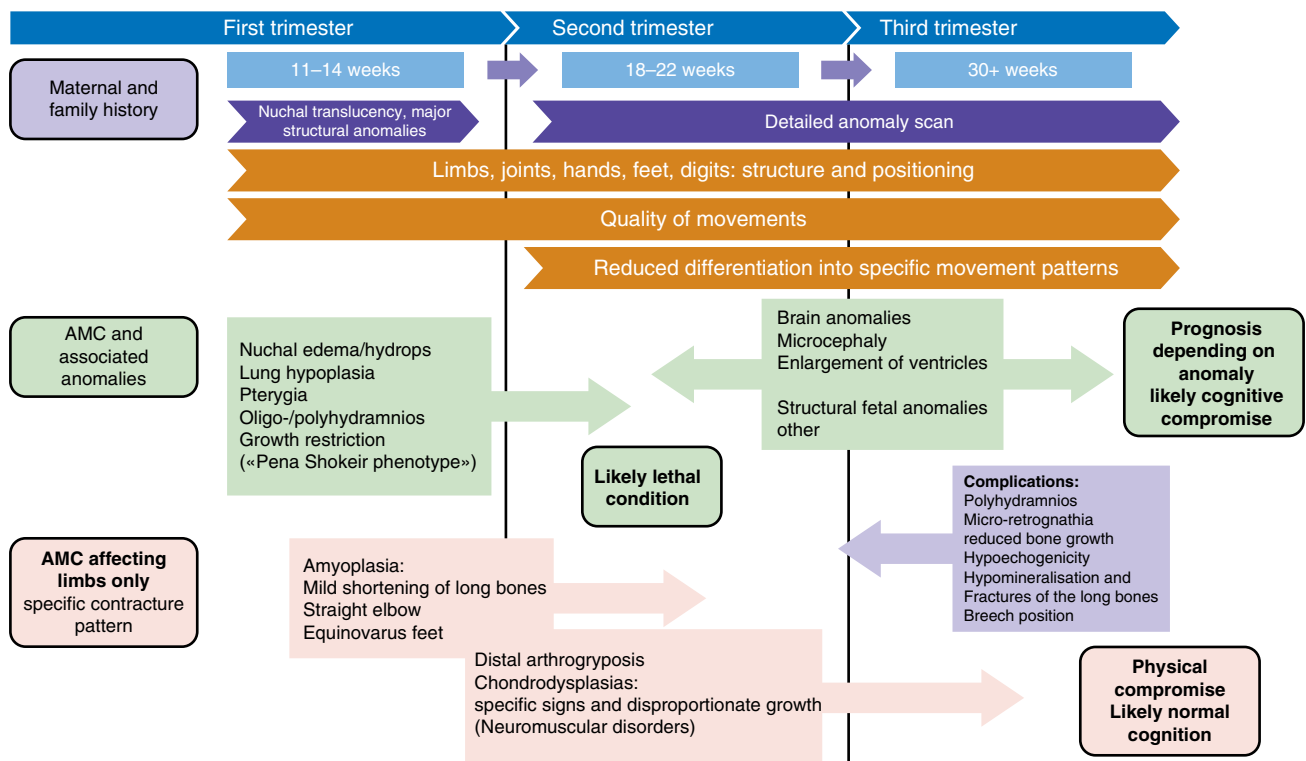 First trimester
Second trimester
Third trimester
Maternal and
family history
11–14 weeks
18–22 weeks
30+ weeks
Nuchal translucency, major
structural anomalies
Detailed anomaly scan
Limbs, joints, hands, feet, digits: structure and positioning
Quality of movements
Reduced differentiation into specific movement patterns
AMC and
associated
anomalies
Nuchal edema/hydrops
Lung hypoplasia
Pterygia
Oligo-/polyhydramnios
Growth restriction
(«Pena Shokeir phenotype»)
Likely lethal
condition
Brain anomalies
Microcephaly
Enlargement of ventricles
Structural fetal anomalies
other
Prognosis
depending on
anomaly
likely cognitive
compromise
Complications:
Polyhydramnios
Micro-retrognathia
reduced bone growth
Hypoechogenicity
Hypomineralisation and
Fractures of the long bones
Breech position
AMC affecting
limbs only
specific contracture
pattern
Amyoplasia:
Mild shortening of long bones
Straight elbow
Equinovarus feet
Distal arthrogryposis
Chondrodysplasias:
specific signs and disproportionate growth
(Neuromuscular disorders)
Physical
compromise
Likely normal
cognition